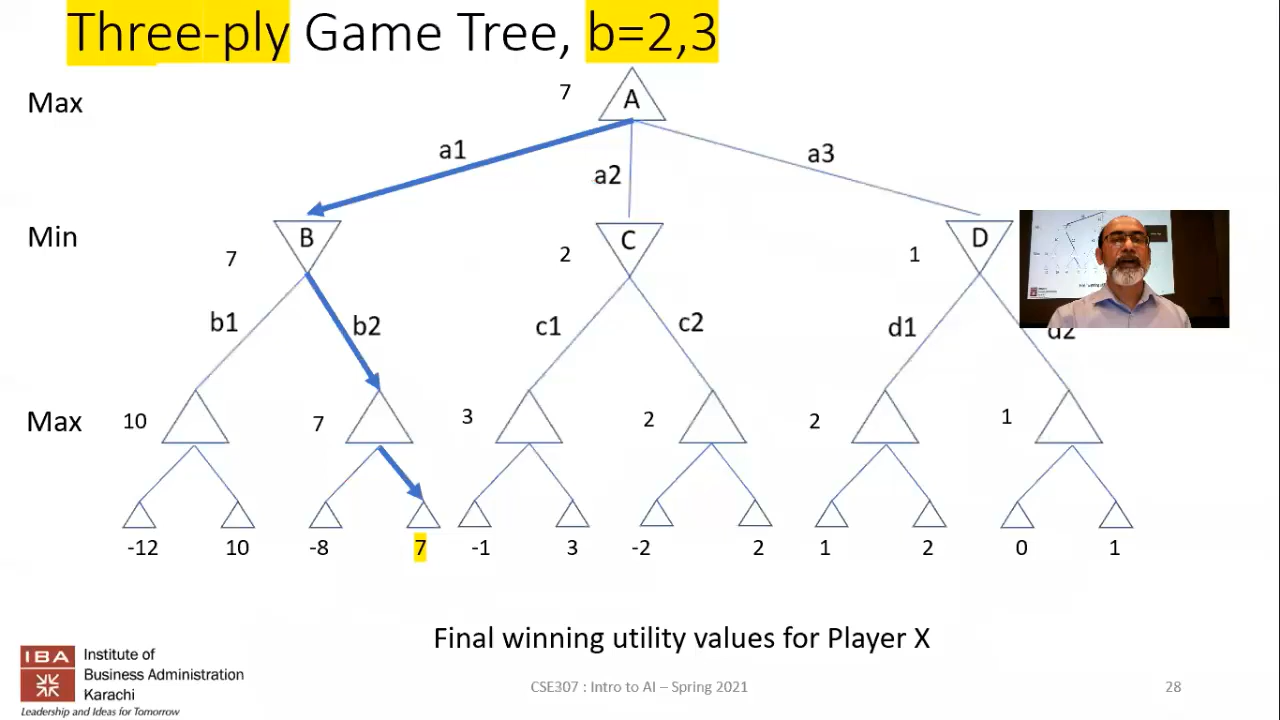 Three-ply Game Tree, b=2,3
Max
7
A
a1
a2
a3
Min
7
B
2
C
1
D
b1
b2
c1
c2
d1
d2
Max
10
7
3
2
2
1
-12
10
-8
7
-1
3
-2
2
1
2
0
1
Final winning utility values for Player X
IBA
Institute of
Business Administration
Karachi
Leadership and Ideas for Tomorrow
CSE307 : Intro to AI – Spring 2021
28